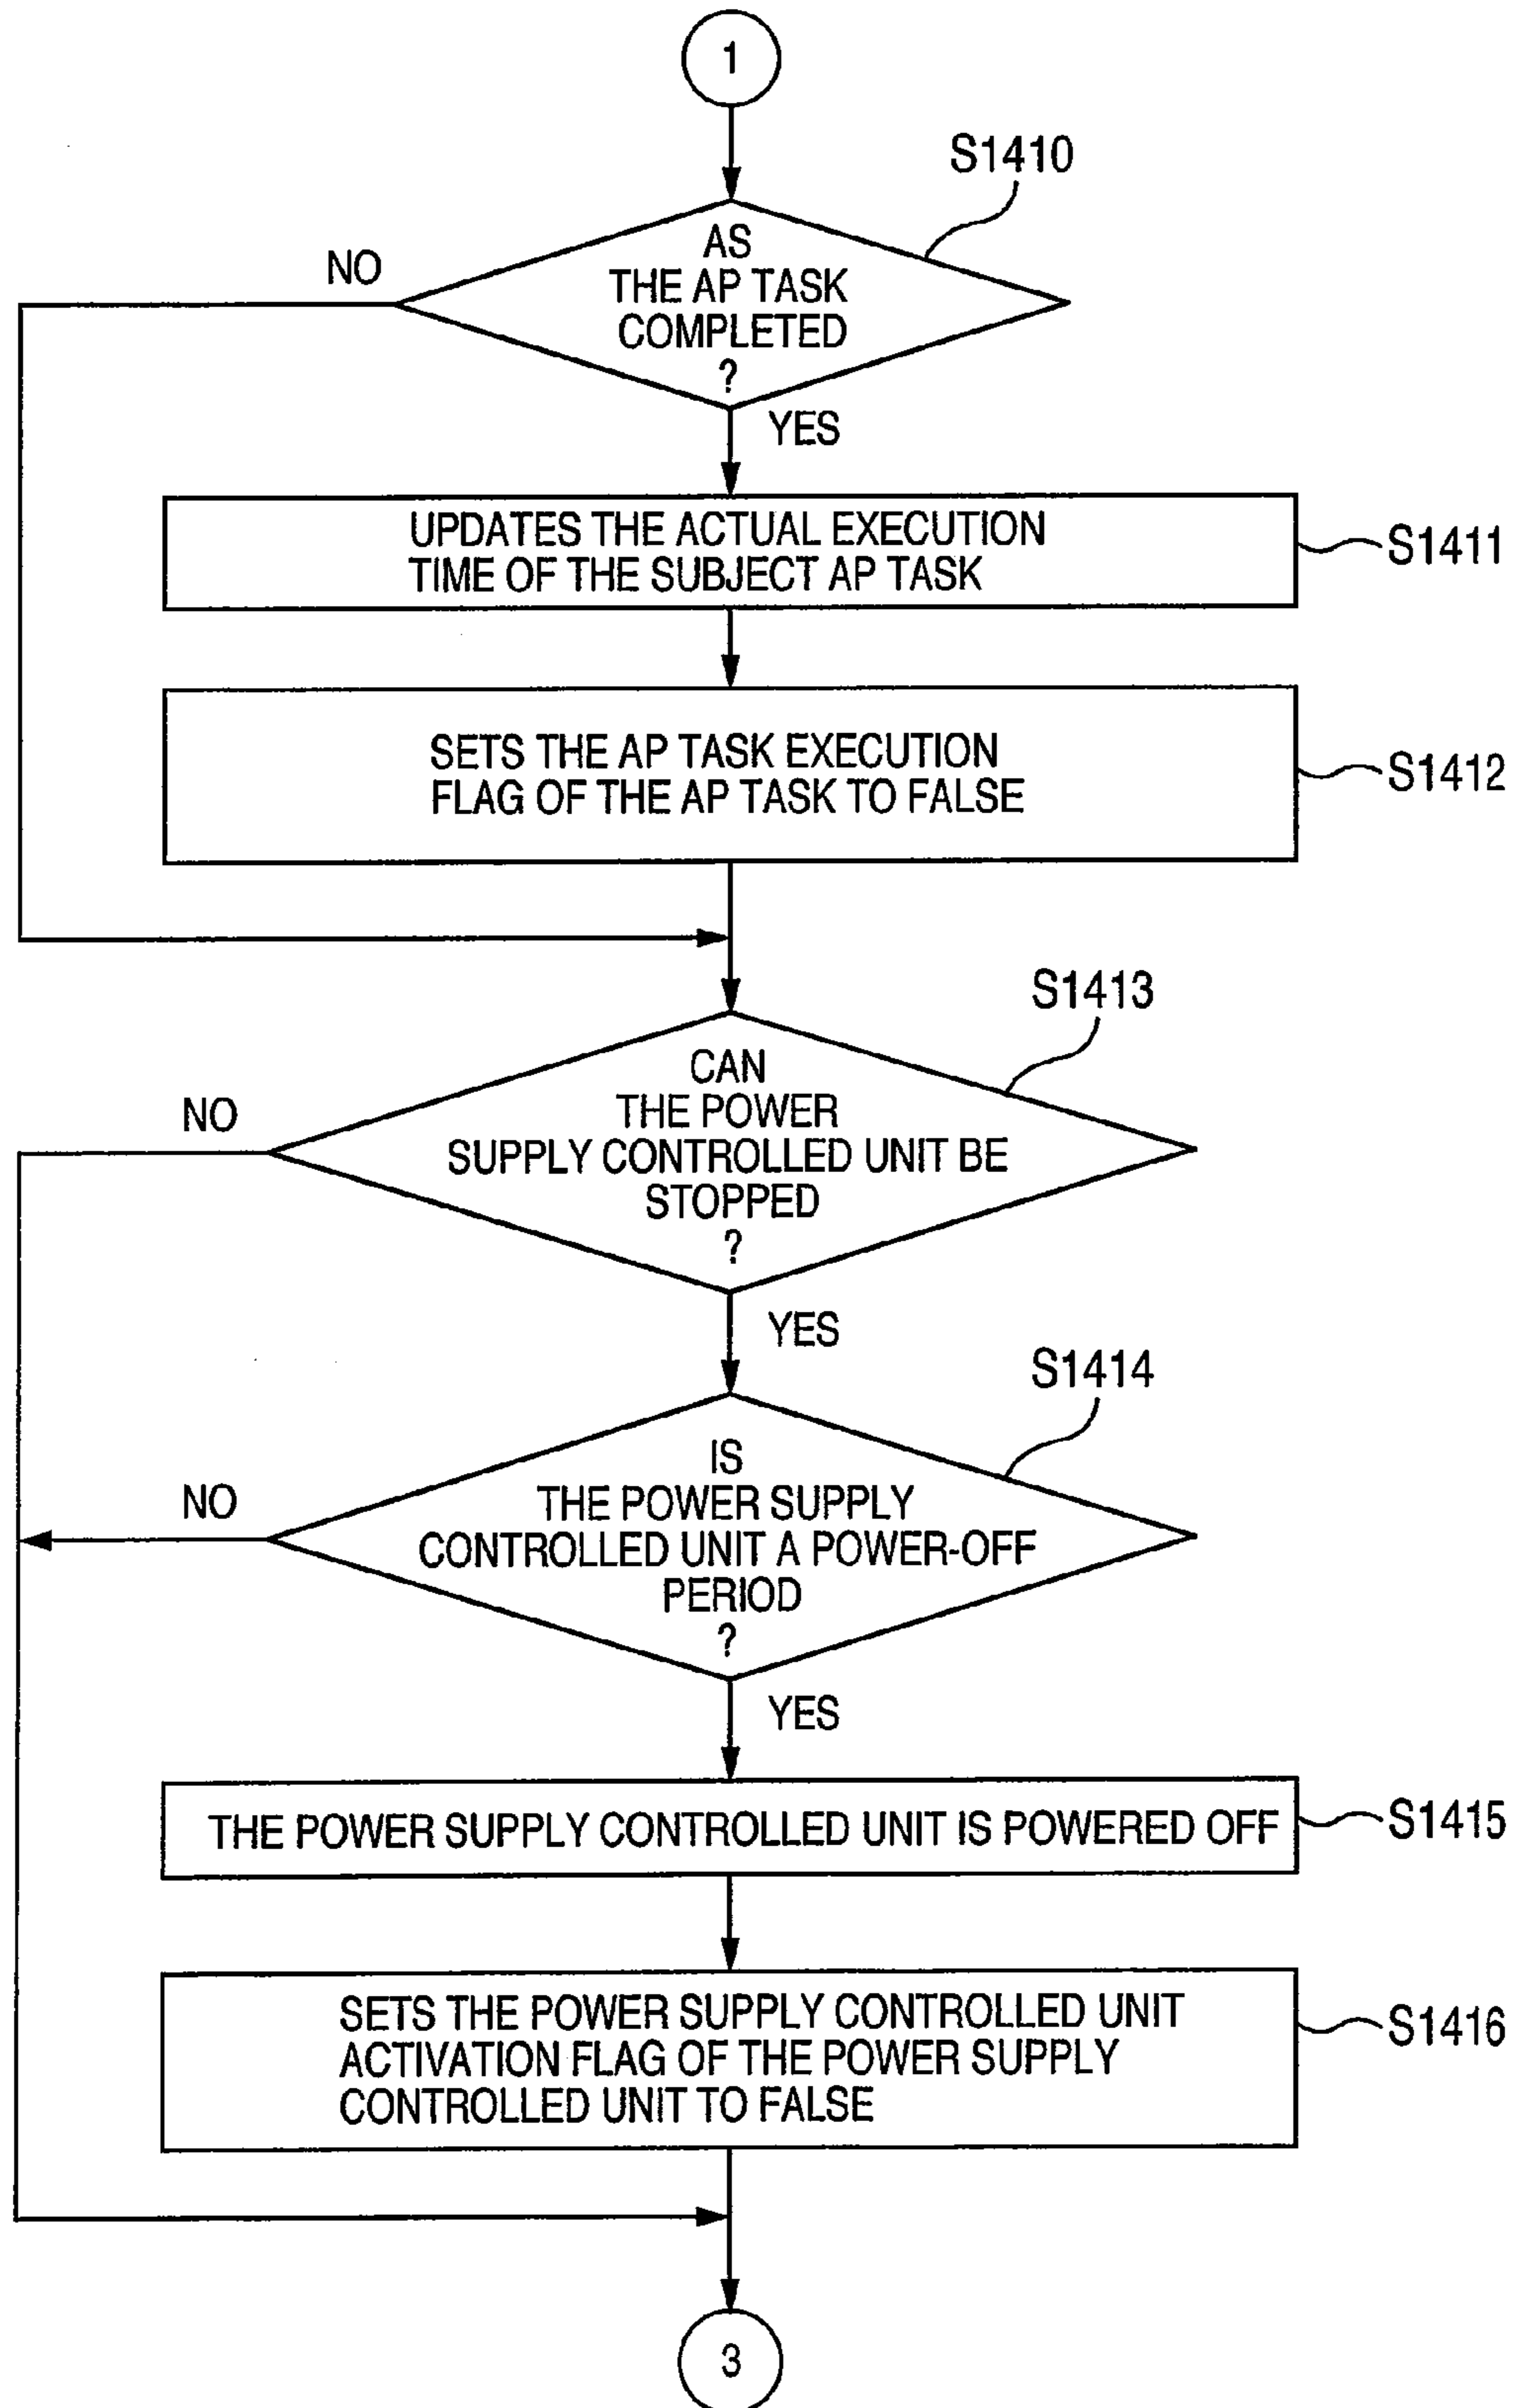 1
S1410
AS
THE AP TASK
COMPLETED
?
NO
YES
UPDATES THE ACTUAL EXECUTION
TIME OF THE SUBJECT AP TASK
S1411
SETS THE AP TASK EXECUTION
FLAG OF THE AP TASK TO FALSE
S1412
S1413
CAN
THE POWER
SUPPLY CONTROLLED UNIT BE
STOPPED
?
NO
YES
S1414
IS
THE POWER SUPPLY
CONTROLLED UNIT A POWER-OFF
PERIOD
?
NO
YES
THE POWER SUPPLY CONTROLLED UNIT IS POWERED OFF
S1415
SETS THE POWER SUPPLY CONTROLLED UNIT
ACTIVATION FLAG OF THE POWER SUPPLY
CONTROLLED UNIT TO FALSE
S1416
3